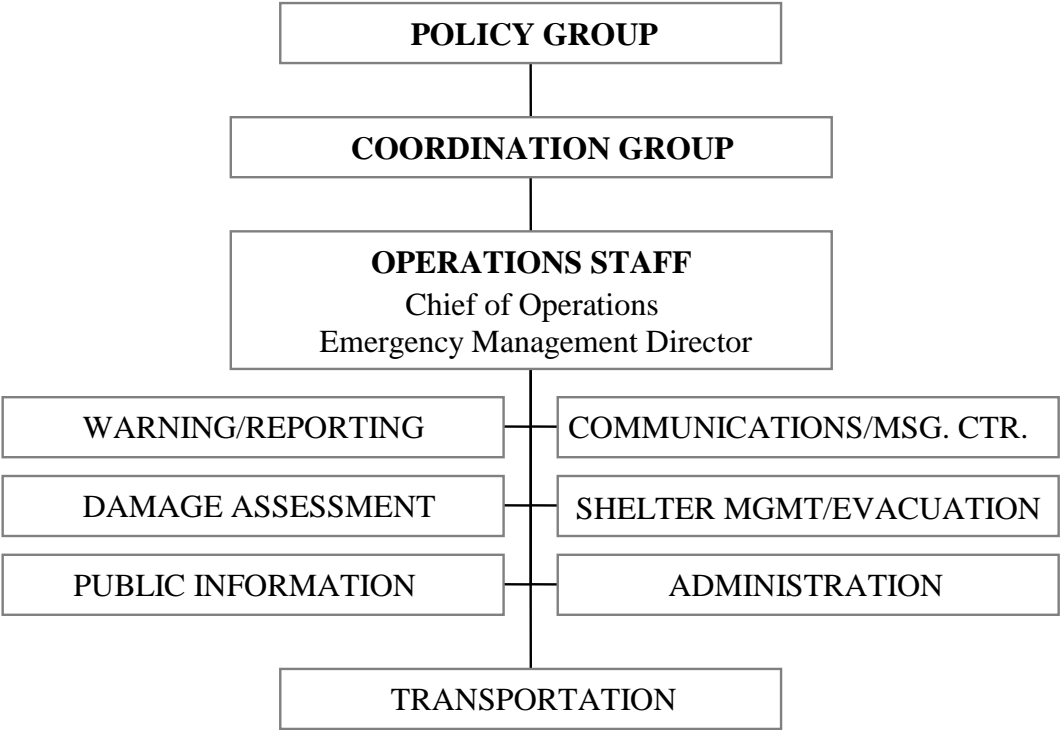 POLICY GROUP
COORDINATION GROUP
OPERATIONS STAFF
Chief of Operations
Emergency Management Director
WARNING/REPORTING
COMMUNICATIONS/MSG. CTR.
DAMAGE ASSESSMENT
SHELTER MGMT/EVACUATION
PUBLIC INFORMATION
ADMINISTRATION
TRANSPORTATION